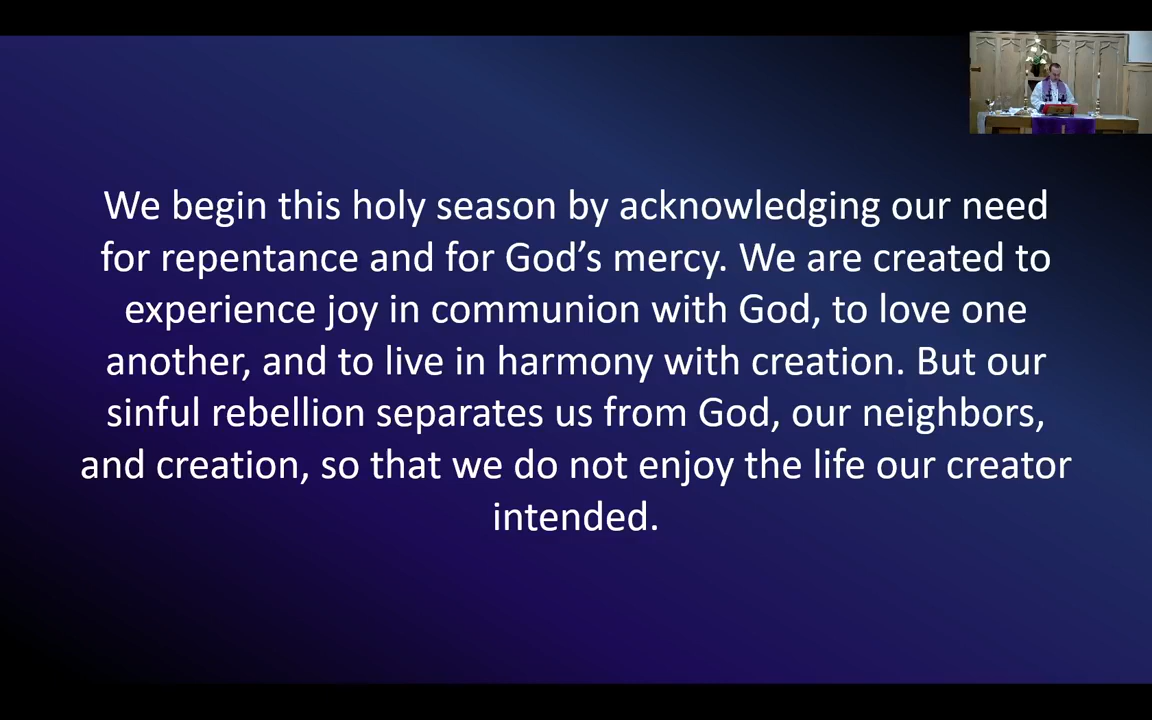 We begin this holy season by acknowledging our need
for repentance and for God’s mercy. We are created to
experience joy in communion with God, to love one
another, and to live in harmony with creation. But our
sinful rebellion separates us from God, our neighbors,
and creation, so that we do not enjoy the life our creator
intended.